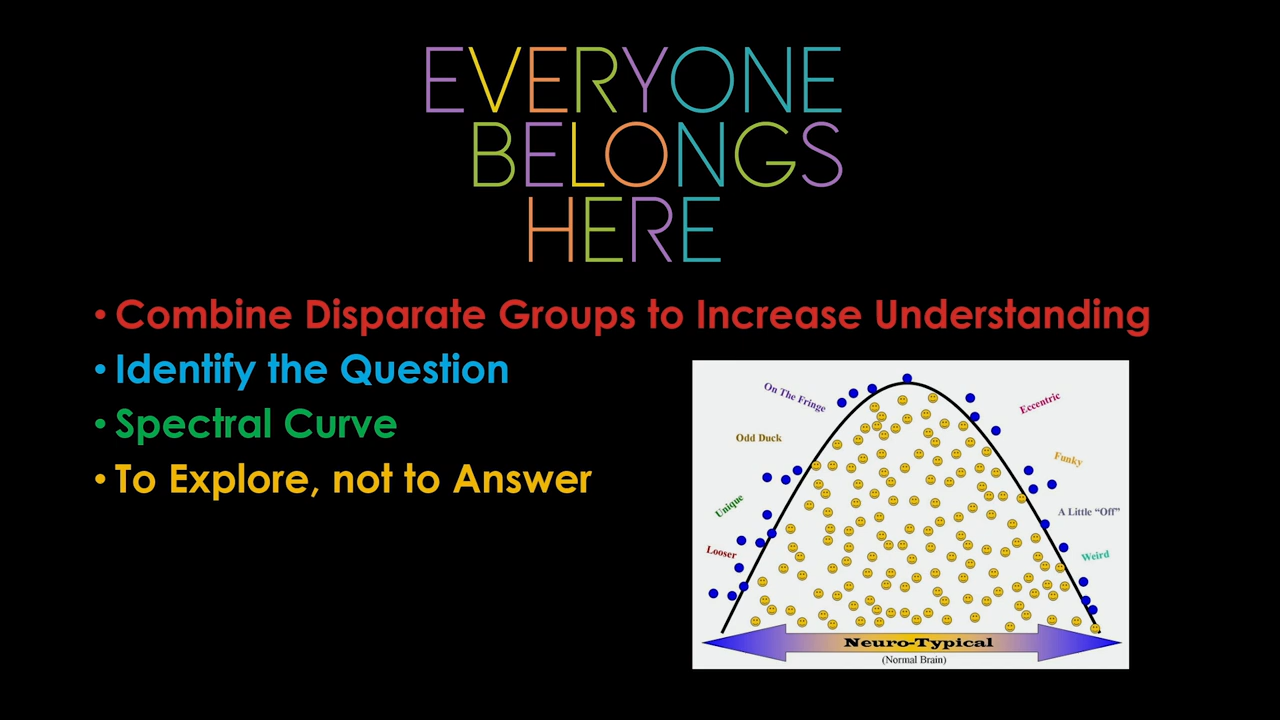 EVERYONE
BELONGS
HERE
• Combine Disparate Groups to Increase Understanding
• Identify the Question
• Spectral Curve
• To Explore, not to Answer
On The Fringe
Eccentric
Odd Duck
Funky
Unique
A Little “Off”
Looser
Weird
Neuro-Typical
(Normal Brain)